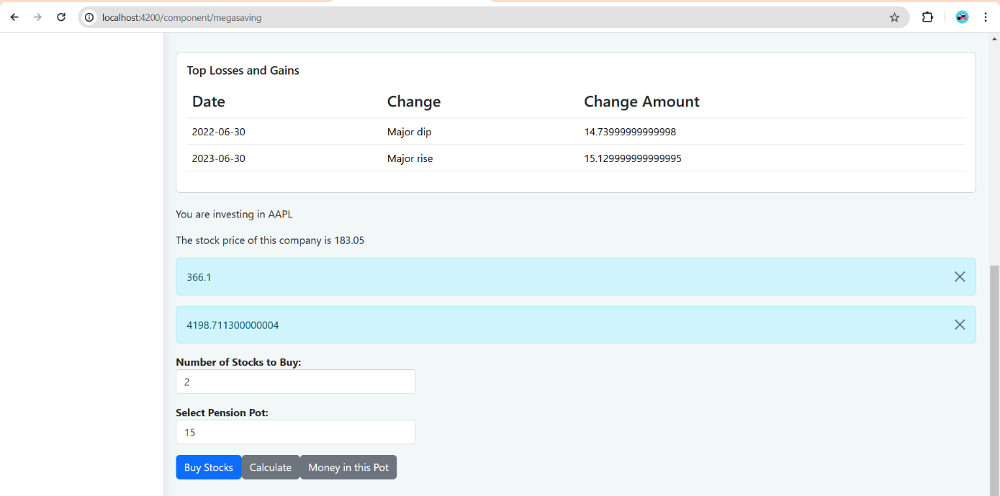 localhost:4200/component/megasaving
Top Losses and Gains
Date Change Change Amount
2022-06-30 Major dip 14.73999999999998
2023-06-30 Major rise 15.129999999999995
You are investing in AAPL
The stock price of this company is 183.05
366.1
4198.711300000004
Number of Stocks to Buy:
2
Select Pension Pot:
15
Buy Stocks Calculate Money in this Pot